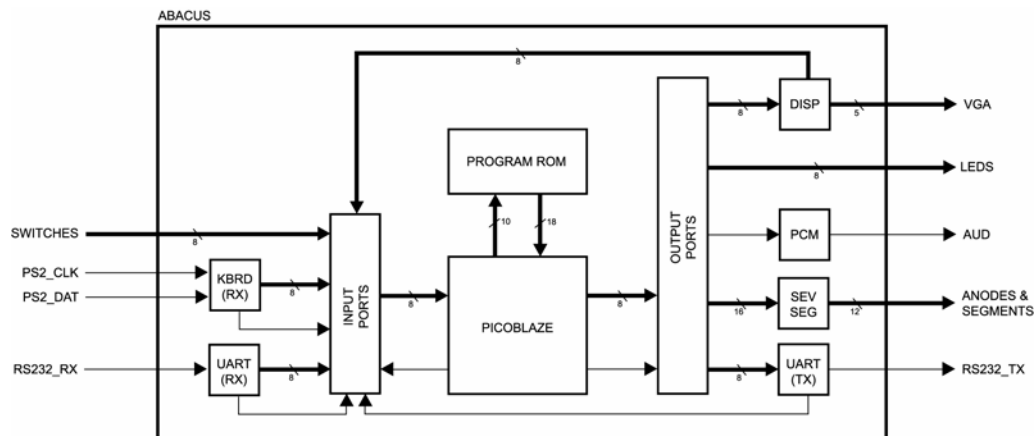 ABACUS
8
8
DISP
5
VGA
PROGRAM ROM
8
LEDS
10
18
SWITCHES
8
INPUT
PORTS
OUTPUT
PORTS
PCM
AUD
PS2_CLK
PS2_DAT
KBRD
(RX)
8
8
PICOBLAZE
8
16
SEV
SEG
12
ANODES &
SEGMENTS
RS232_RX
UART
(RX)
8
8
UART
(TX)
RS232_TX